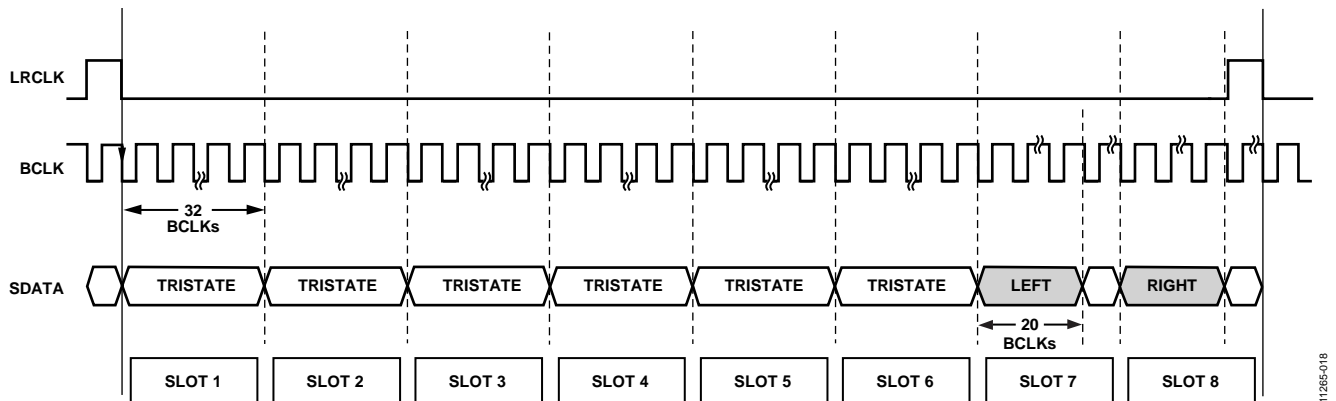 LRCLK
BCLK
32
BCLKs
SDATA
TRISTATE TRISTATE TRISTATE TRISTATE TRISTATE TRISTATE LEFT RIGHT
20
BCLKs
SLOT 1 SLOT 2 SLOT 3 SLOT 4 SLOT 5 SLOT 6 SLOT 7 SLOT 8
11265-018